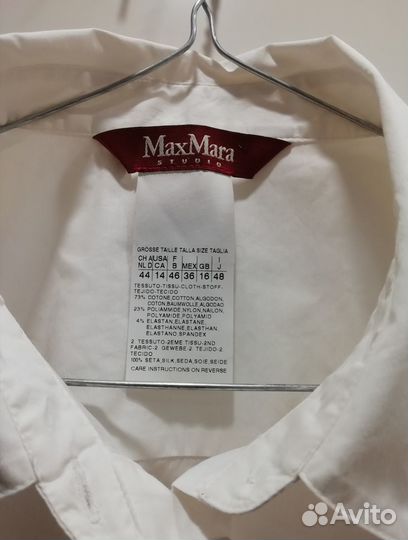 MaxMara
STUDIO
GRÖSSE TAILLE TALLA SIZE TAGLIA
CH A USA F I
NL D CA B MEX GB J
44 14 46 36 16 48
TESSUTO-TISSU-CLOTH-STOFF-
TEJIDO-TECIDO
73% COTONE,COTTON,ALGODON,
COTON,BAUMWOLLE,ALGODAO
23% POLIAMMIDE,NYLON,NAILON,
POLYAMIDE,POLYAMID
4% ELASTAN,ELASTANE,
ELASTHANNE,ELASTHAN,
ELASTANO,SPANDEX
2 TESSUTO-2EME TISSU-2ND
FABRIC-2 GEWEBE-2 TEJIDO-2
TECIDO
100% SETA,SILK,SEDA,SOIE,SEIDE
CARE INSTRUCTIONS ON REVERSE
Avito